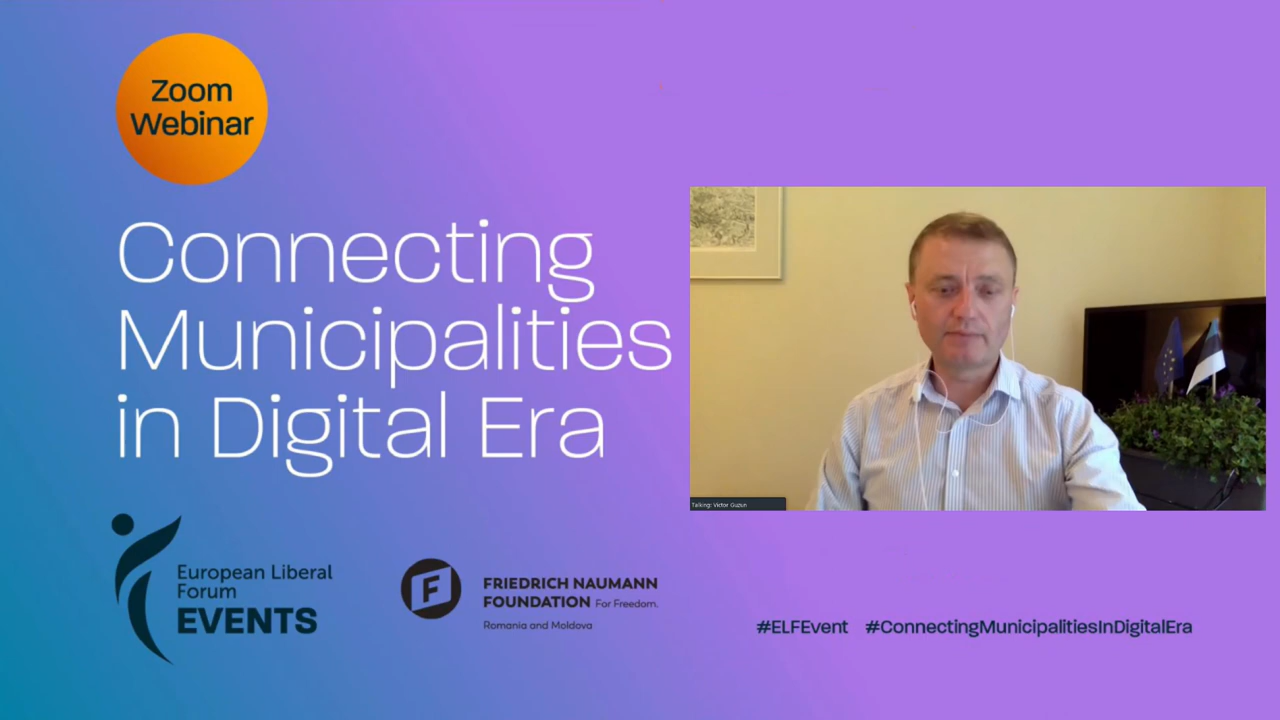 Zoom
Webinar
Connecting
Municipalities
in Digital Era
European Liberal
Forum
EVENTS
F
FRIEDRICH NAUMANN
FOUNDATION For Freedom.
Romania and Moldova
Talking: Victor Guzun
#ELFEvent #ConnectingMunicipalitiesInDigitalEra